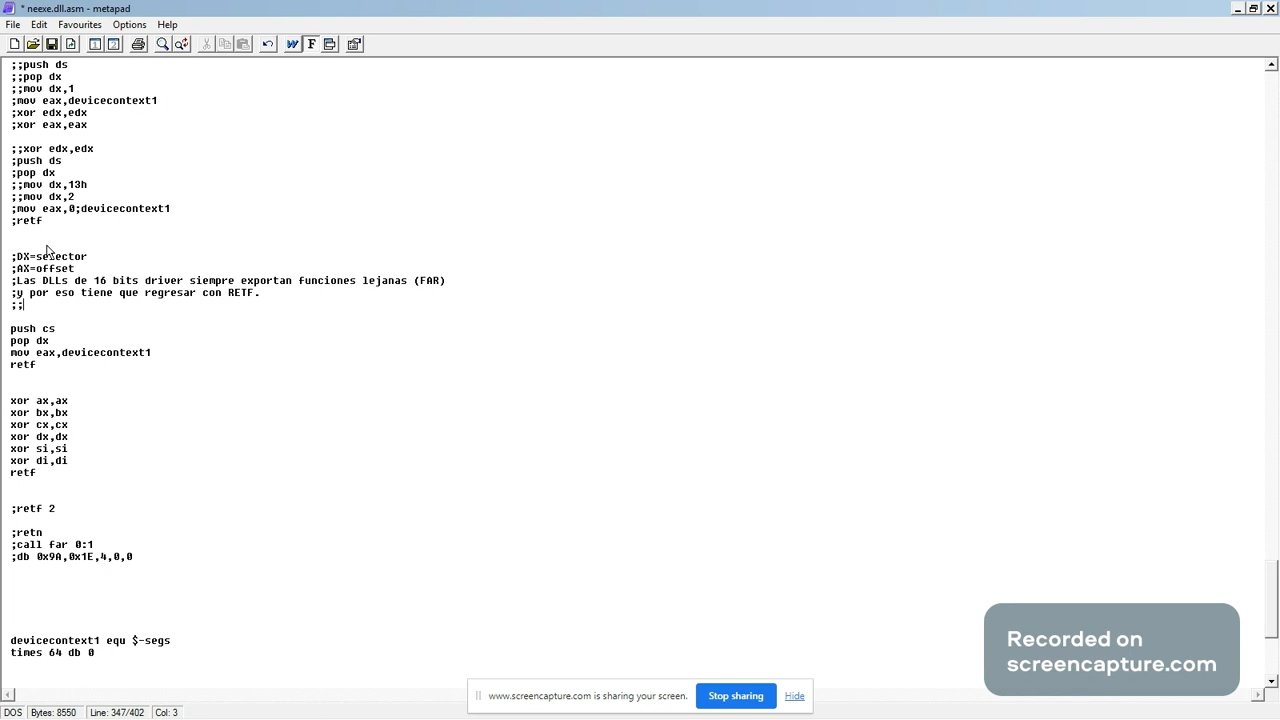 * neexe.dll.asm - metapad
File Edit Favourites Options Help
;;push ds
;;pop dx
;;mov dx,1
;mov eax,devicecontext1
;xor edx,edx
;xor eax,eax
;;xor edx,edx
;push ds
;pop dx
;;mov dx,13h
;;mov dx,2
;mov eax,0;devicecontext1
;retf
;DX=selector
;AX=offset
;Las DLLs de 16 bits driver siempre exportan funciones lejanas (FAR)
;y por eso tiene que regresar con RETF.
;;
push cs
pop dx
mov eax,devicecontext1
retf
xor ax,ax
xor bx,bx
xor cx,cx
xor dx,dx
xor si,si
xor di,di
retf
;retf 2
;retn
;call far 0:1
;db 0x9A,0x1E,4,0,0
devicecontext1 equ $-segs
times 64 db 0
Recorded on
screencapture.com
www.screencapture.com is sharing your screen. Stop sharing Hide
DOS Bytes: 8550 Line: 347/402 Col: 3